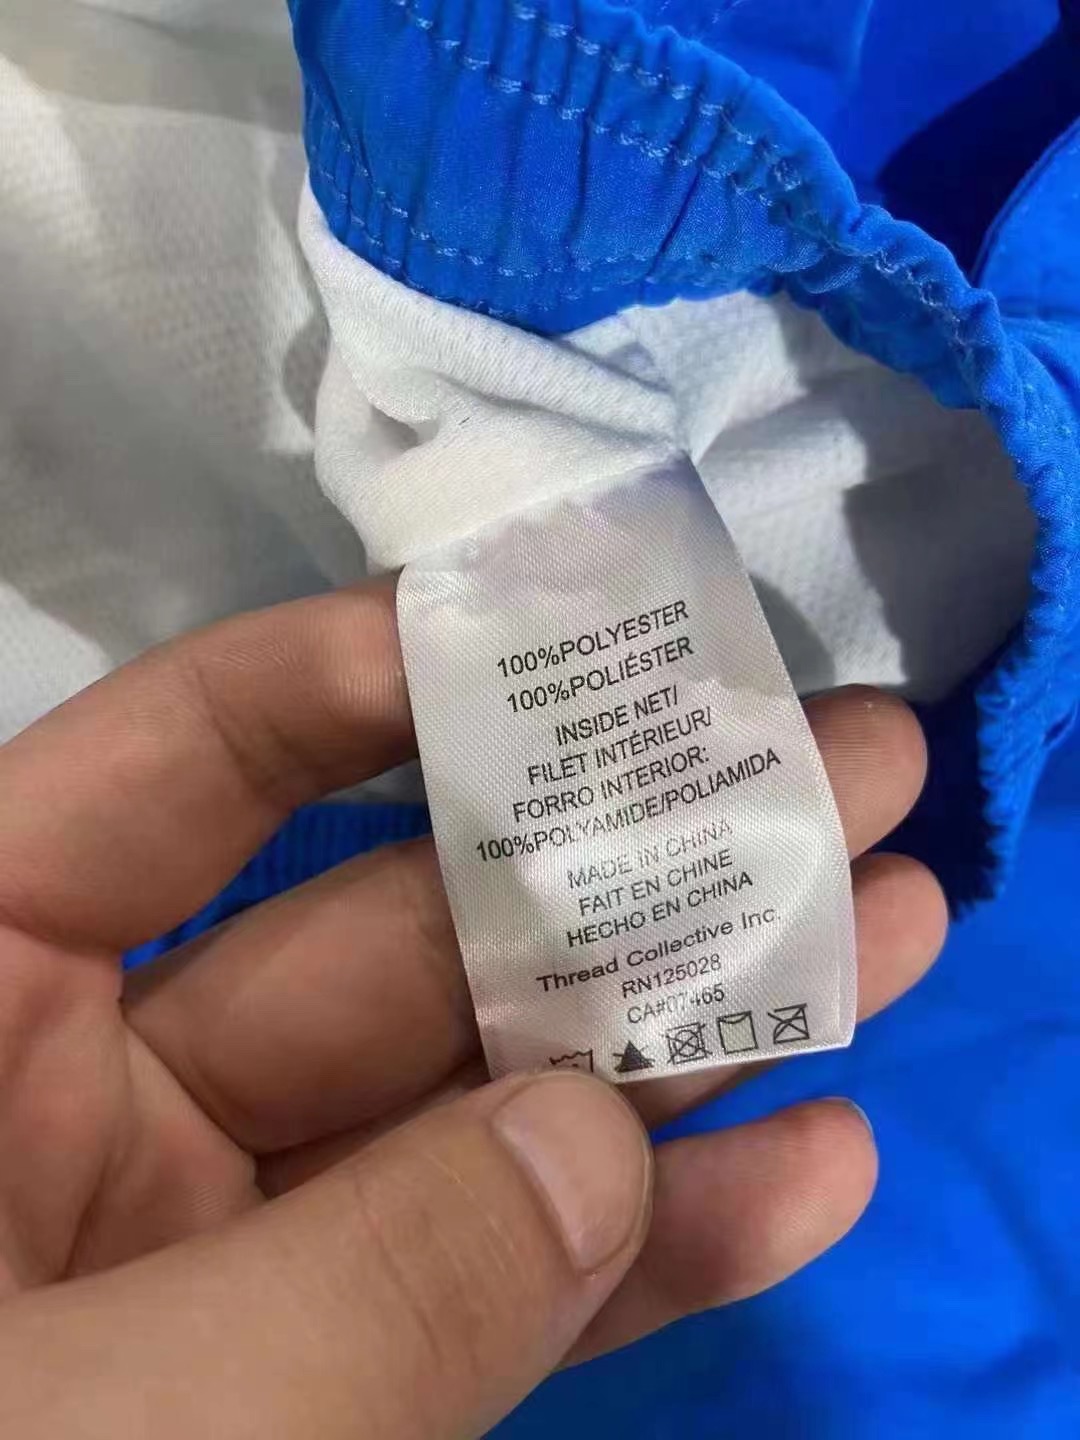 100%POLYESTER
100%POLIÉSTER
INSIDE NET/
FILET INTÉRIEUR/
FORRO INTERIOR:
100%POLYAMIDE/POLIAMIDA
MADE IN CHINA
FAIT EN CHINE
HECHO EN CHINA
Thread Collective Inc.
RN125028
CA#07465